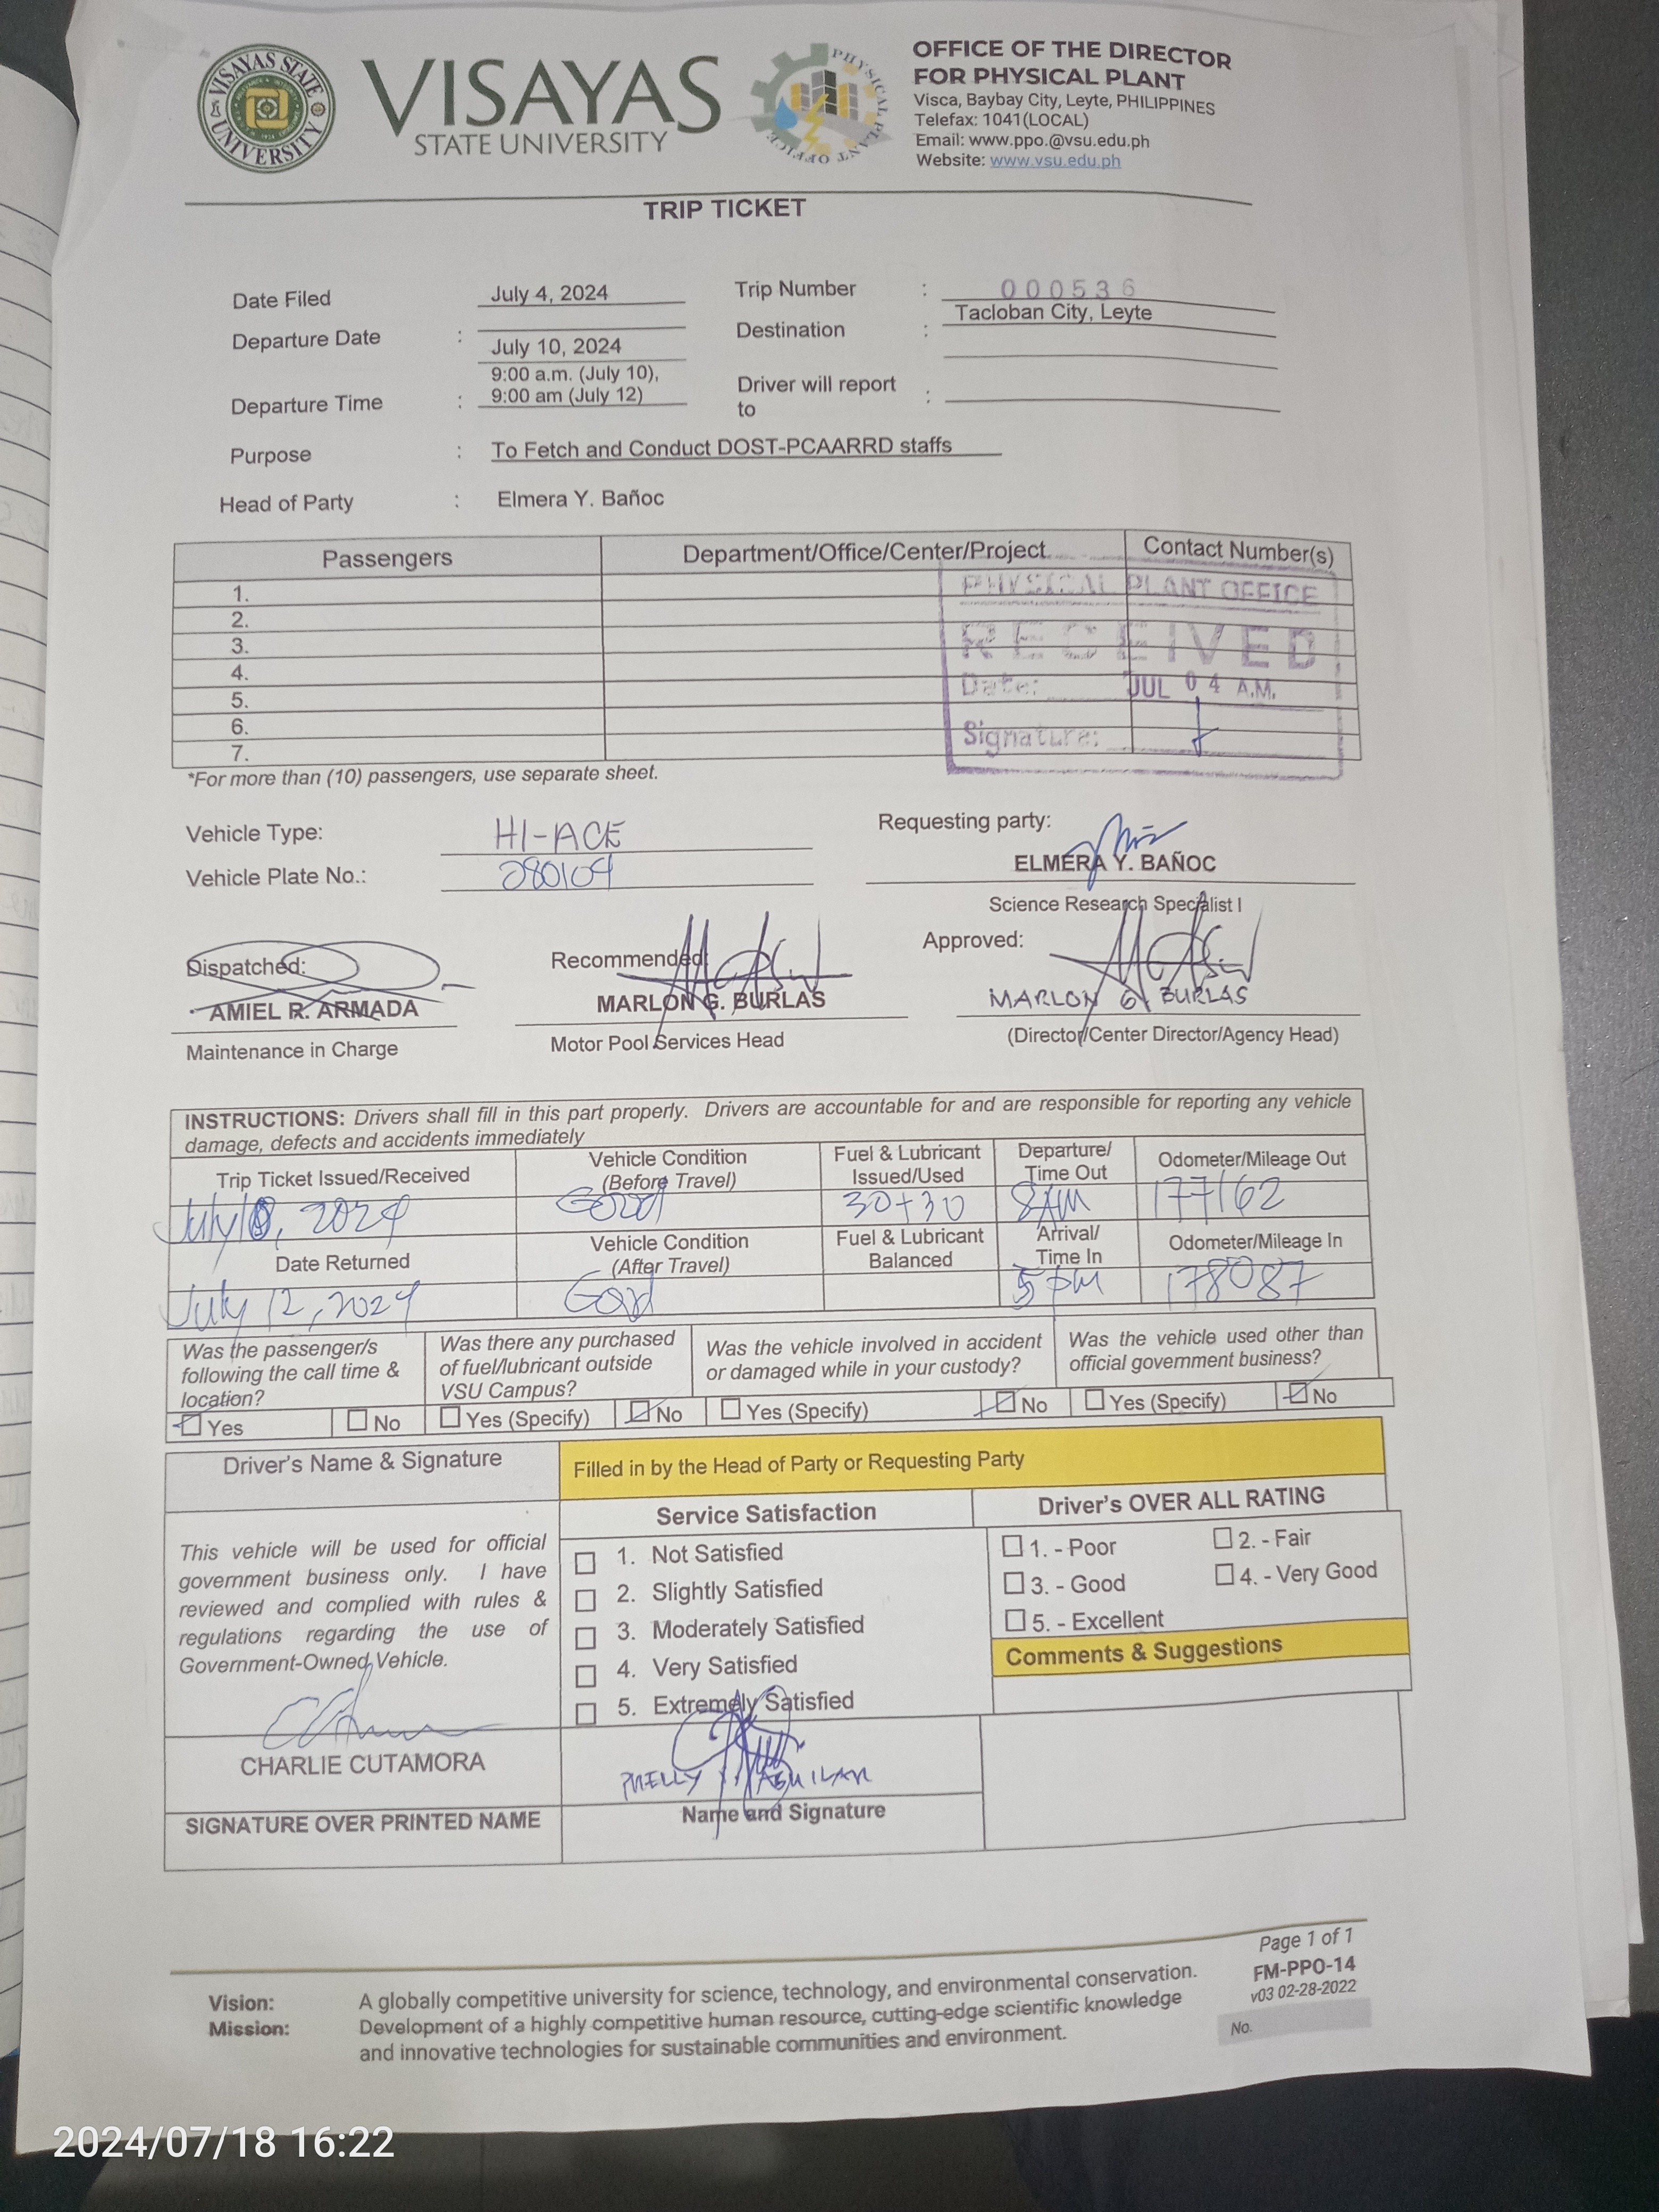 VISAYAS STATE UNIVERSITY
VISAYAS
STATE UNIVERSITY
PHYSICAL PLANT OFFICE
OFFICE OF THE DIRECTOR
FOR PHYSICAL PLANT
Visca, Baybay City, Leyte, PHILIPPINES
Telefax: 1041(LOCAL)
Email: www.ppo.@vsu.edu.ph
Website: www.vsu.edu.ph
TRIP TICKET
Date Filed July 4, 2024 Trip Number : 000536
Departure Date : July 10, 2024 Destination : Tacloban City, Leyte
Departure Time : 9:00 a.m. (July 10),
9:00 am (July 12)
Driver will report
to :
Purpose : To Fetch and Conduct DOST-PCAARRD staffs
Head of Party : Elmera Y. Bañoc
Passengers Department/Office/Center/Project Contact Number(s)
1.
2.
3.
4.
5.
6.
7.
PHYSICAL PLANT OFFICE
RECEIVED
Date: JUL 04 A.M.
Signature:
*For more than (10) passengers, use separate sheet.
Vehicle Type: HI-ACE
Vehicle Plate No.: 080109
Requesting party:
ELMERA Y. BAÑOC
Science Research Specialist I
Dispatched:
AMIEL R. ARMADA
Maintenance in Charge
Recommended:
MARLON G. BURLAS
Motor Pool Services Head
Approved:
MARLON G. BURLAS
(Director/Center Director/Agency Head)
INSTRUCTIONS: Drivers shall fill in this part properly. Drivers are accountable for and are responsible for reporting any vehicle
damage, defects and accidents immediately
Trip Ticket Issued/Received
Vehicle Condition
(Before Travel)
Fuel & Lubricant
Issued/Used
Departure/
Time Out
Odometer/Mileage Out
July , 2024 Good 30+30 8AM 177162
Date Returned
Vehicle Condition
(After Travel)
Fuel & Lubricant
Balanced
Arrival/
Time In
Odometer/Mileage In
July 12, 2024 Good 5 pm 178087
Was the passenger/s
following the call time &
location?
Was there any purchased
of fuel/lubricant outside
VSU Campus?
Was the vehicle involved in accident
or damaged while in your custody?
Was the vehicle used other than
official government business?
Yes No Yes (Specify) No Yes (Specify) No Yes (Specify) No
Driver's Name & Signature
Filled in by the Head of Party or Requesting Party
Service Satisfaction
Driver's OVER ALL RATING
This vehicle will be used for official
government business only. I have
reviewed and complied with rules &
regulations regarding the use of
Government-Owned Vehicle.
1. Not Satisfied
2. Slightly Satisfied
3. Moderately Satisfied
4. Very Satisfied
5. Extremely Satisfied
1. - Poor 2. - Fair
3. - Good 4. - Very Good
5. - Excellent
Comments & Suggestions
CHARLIE CUTAMORA
SIGNATURE OVER PRINTED NAME
AGUILAR
Name and Signature
Page 1 of 1
FM-PPO-14
v03 02-28-2022
No.
Vision: A globally competitive university for science, technology, and environmental conservation.
Mission: Development of a highly competitive human resource, cutting-edge scientific knowledge
and innovative technologies for sustainable communities and environment.
2024/07/18 16:22